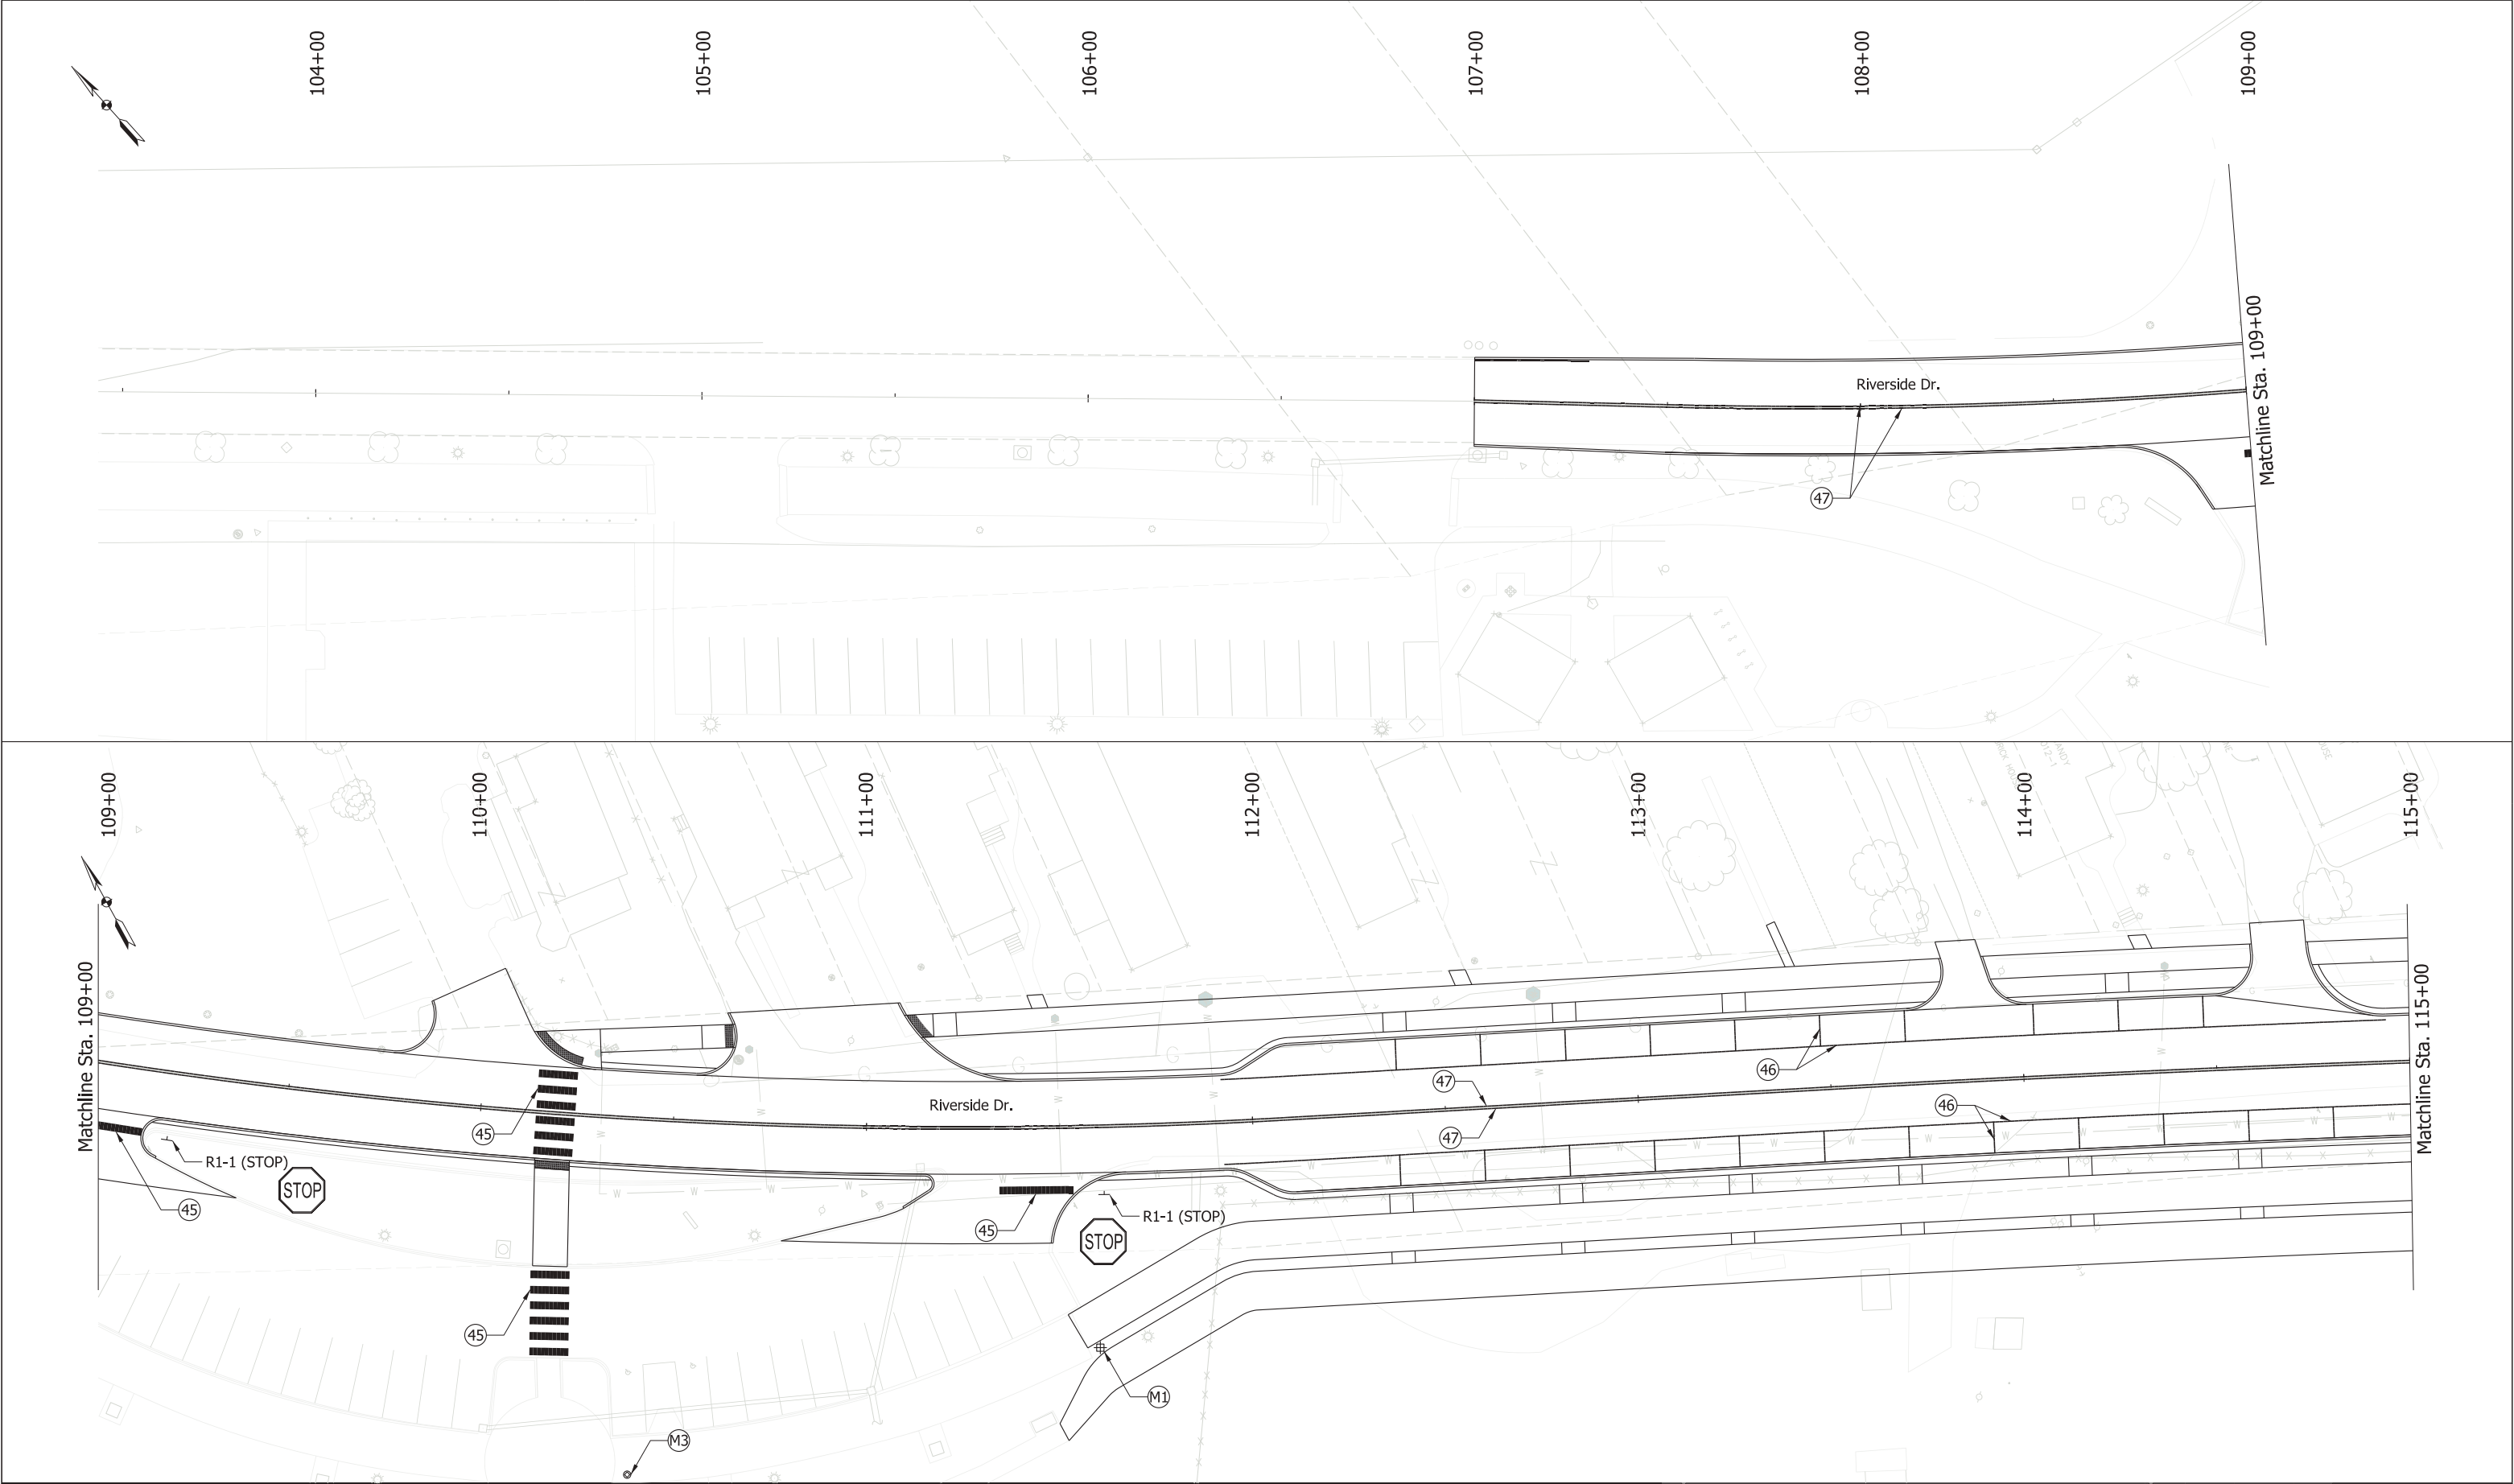 104+00
105+00
106+00
107+00
108+00
109+00
Riverside Dr.
47
Matchline Sta. 109+00
109+00
110+00
111+00
112+00
113+00
114+00
115+00
Matchline Sta. 109+00
Matchline Sta. 115+00
46
47
Riverside Dr.
46
45
47
R1-1 (STOP)
STOP
45
R1-1 (STOP)
45
STOP
45
M1
M3